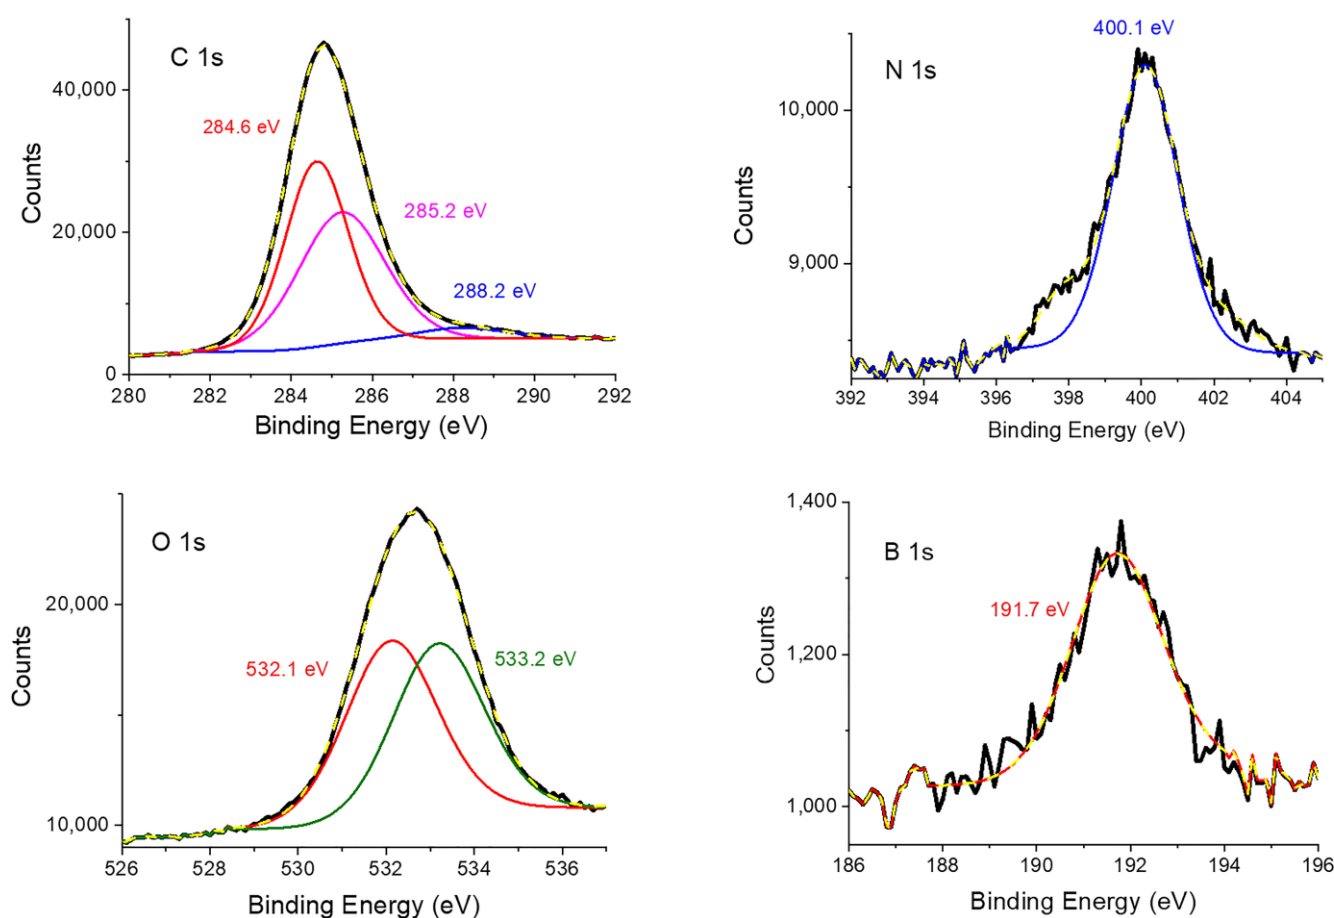 C 1s
40,000
284.6 eV
285.2 eV
20,000
288.2 eV
0
280 282 284 286 288 290 292
Counts
Binding Energy (eV)
400.1 eV
N 1s
10,000
9,000
392 394 396 398 400 402 404
Counts
Binding Energy (eV)
O 1s
20,000
532.1 eV
533.2 eV
10,000
526 528 530 532 534 536
Counts
Binding Energy (eV)
1,400
B 1s
191.7 eV
1,200
1,000
186 188 190 192 194 196
Counts
Binding Energy (eV)